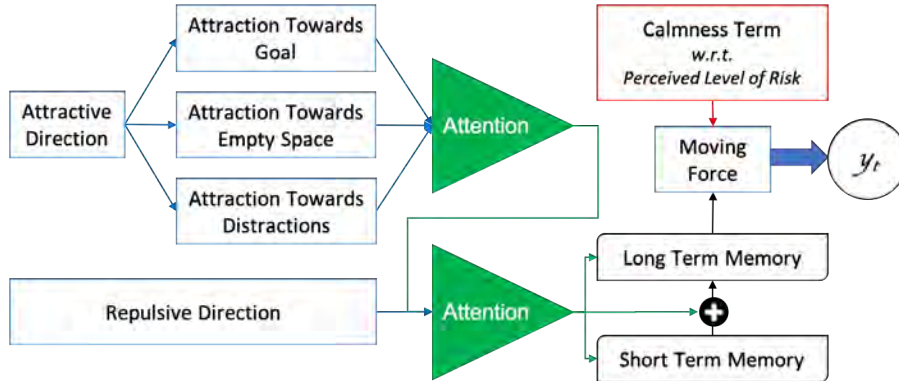 Attraction Towards
Goal
Attractive
Direction
Attraction Towards
Empty Space
Attraction Towards
Distractions
Attention
Calmness Term
w.r.t.
Perceived Level of Risk
Moving
Force
yt
Repulsive Direction
Attention
Long Term Memory
+
Short Term Memory